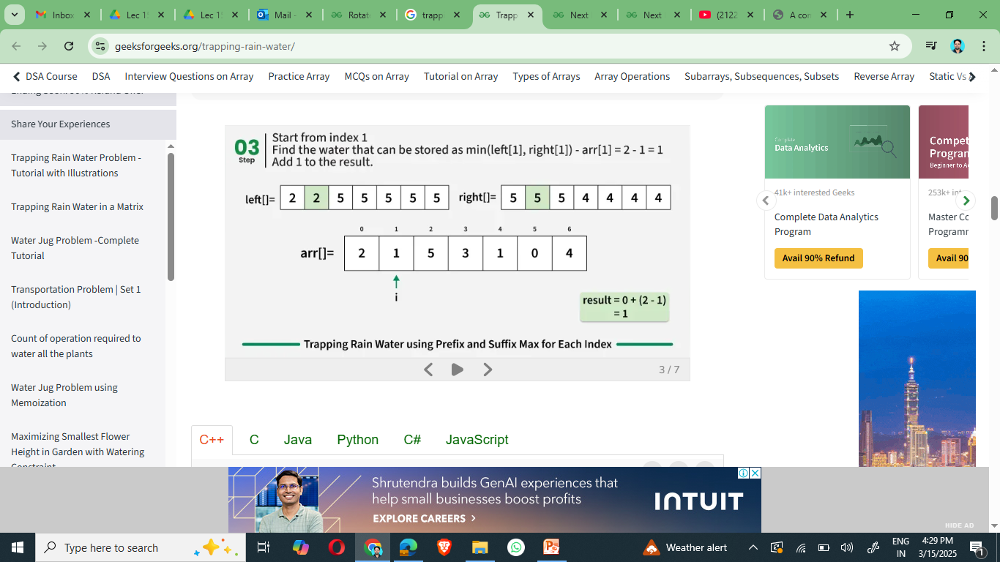 Inbox
Lec 1
Lec 1
Mail -
Rotat
trapp
Trapp
Next
Next
(2122
A con
geeksforgeeks.org/trapping-rain-water/
DSA Course
DSA
Interview Questions on Array
Practice Array
MCQs on Array
Tutorial on Array
Types of Arrays
Array Operations
Subarrays, Subsequences, Subsets
Reverse Array
Static Vs
Share Your Experiences
Trapping Rain Water Problem -
Tutorial with Illustrations
Trapping Rain Water in a Matrix
Water Jug Problem -Complete
Tutorial
Transportation Problem | Set 1
(Introduction)
Count of operation required to
water all the plants
Water Jug Problem using
Memoization
Maximizing Smallest Flower
Height in Garden with Watering
Constraint
03
Step
Start from index 1
Find the water that can be stored as min(left[1], right[1]) - arr[1] = 2 - 1 = 1
Add 1 to the result.
left[]= 2 2 5 5 5 5 5
right[]= 5 5 5 4 4 4 4
0 1 2 3 4 5 6
arr[]= 2 1 5 3 1 0 4
i
result = 0 + (2 - 1)
= 1
Trapping Rain Water using Prefix and Suffix Max for Each Index
3 / 7
C++
C
Java
Python
C#
JavaScript
Complete
Data Analytics
41k+ interested Geeks
Complete Data Analytics
Program
Avail 90% Refund
Compet
Program
Beginner to A
253k+ int
Master Co
Programm
Avail 90
Shrutendra builds GenAI experiences that
help small businesses boost profits
EXPLORE CAREERS >
INTUIT
HIDE AD
Type here to search
Weather alert
ENG
IN
4:29 PM
3/15/2025
1